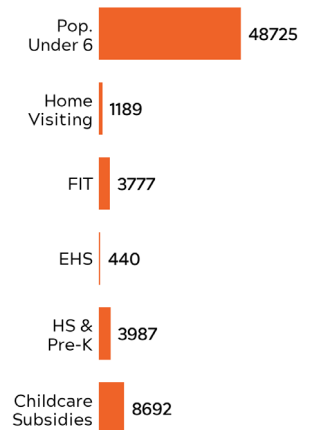 Pop.
Under 6
48725
Home
Visiting
1189
FIT
3777
EHS
440
HS &
Pre-K
3987
Childcare
Subsidies
8692